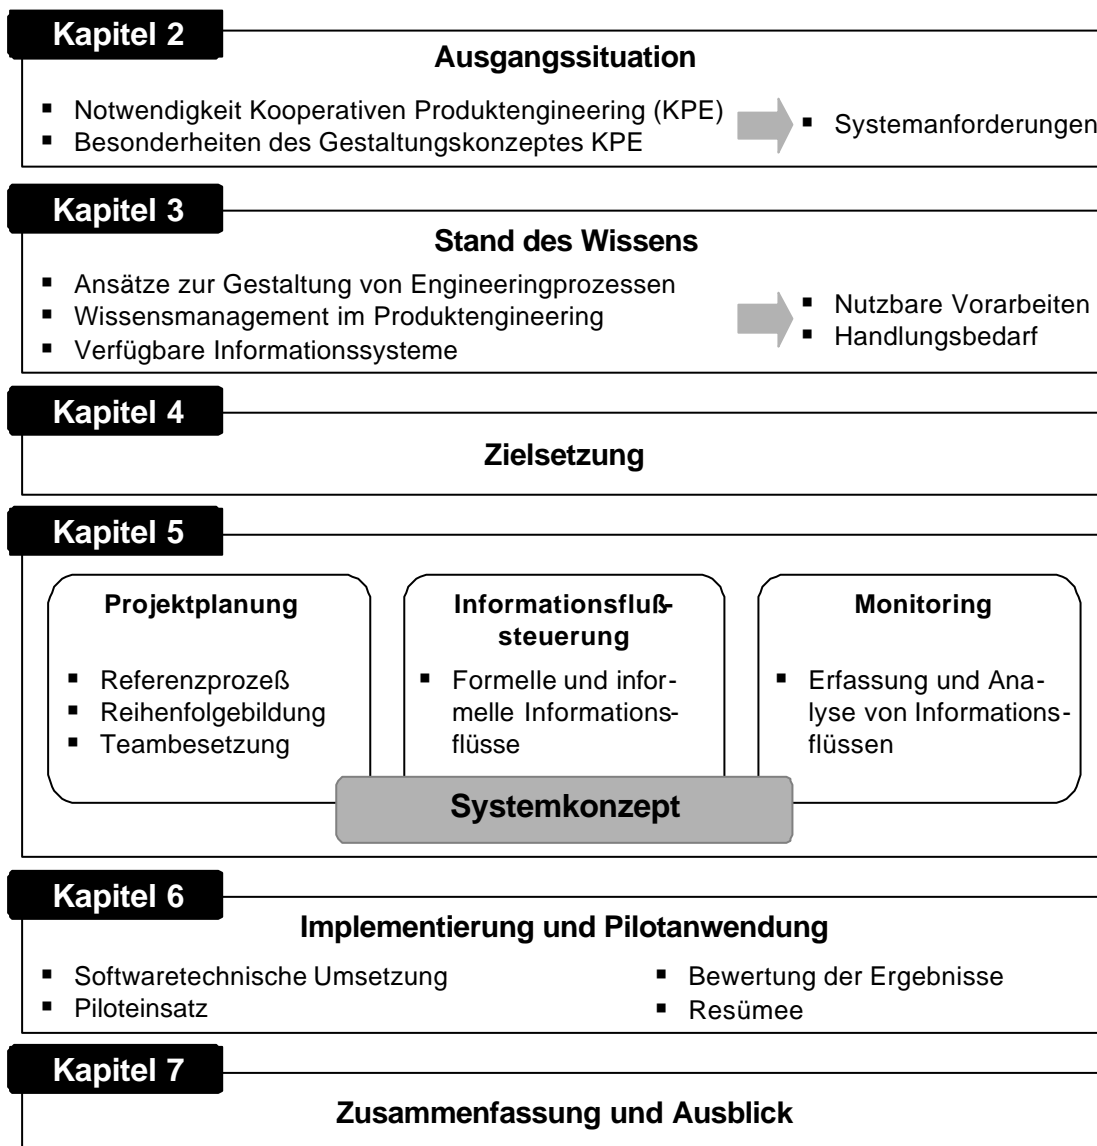 Kapitel 2
Ausgangssituation
▪ Notwendigkeit Kooperativen Produktengineering (KPE)
▪ Besonderheiten des Gestaltungskonzeptes KPE
▪ Systemanforderungen
Kapitel 3
Stand des Wissens
▪ Ansätze zur Gestaltung von Engineeringprozessen
▪ Wissensmanagement im Produktengineering
▪ Verfügbare Informationssysteme
▪ Nutzbare Vorarbeiten
▪ Handlungsbedarf
Kapitel 4
Zielsetzung
Kapitel 5
Projektplanung
▪ Referenzprozeß
▪ Reihenfolgebildung
▪ Teambesetzung
Informationsfluß-
steuerung
▪ Formelle und infor-
melle Informations-
flüsse
Monitoring
▪ Erfassung und Ana-
lyse von Informations-
flüssen
Systemkonzept
Kapitel 6
Implementierung und Pilotanwendung
▪ Softwaretechnische Umsetzung
▪ Piloteinsatz
▪ Bewertung der Ergebnisse
▪ Resümee
Kapitel 7
Zusammenfassung und Ausblick